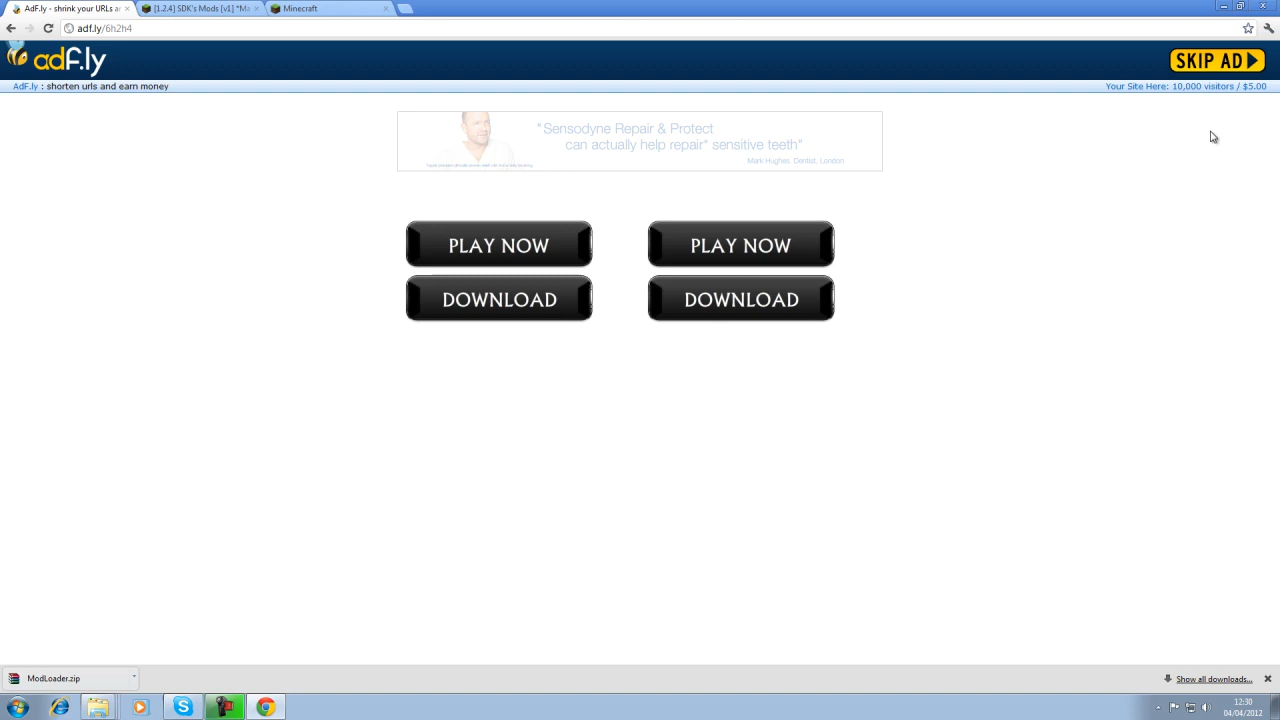 AdF.ly - shrink your URLs a
[1.2.4] SDK's Mods [v1] *Ma
Minecraft
adf.ly/6h2h4
adf.ly
SKIP AD
AdF.ly : shorten urls and earn money
Your Site Here: 10,000 visitors / $5.00
"Sensodyne Repair & Protect
can actually help repair* sensitive teeth"
Mark Hughes, Dentist, London
PLAY NOW
PLAY NOW
DOWNLOAD
DOWNLOAD
ModLoader.zip
Show all downloads...
12:30
04/04/2012